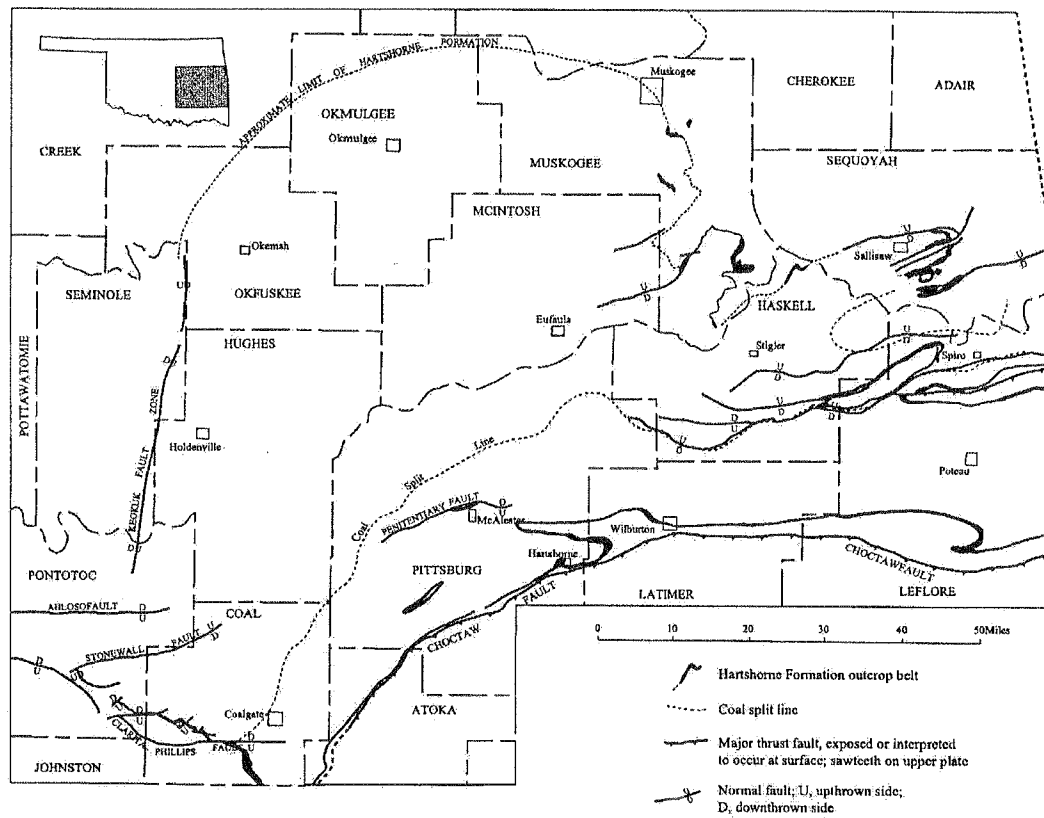 APPROXIMATE LIMIT OF HARTSHORNE FORMATION
Muskogee
CHEROKEE
ADAIR
OKMULGEE
Okmulgee
CREEK
MUSKOGEE
SEQUOYAH
MCINTOSH
Okemah
Sallisaw
U
D
SEMINOLE
U D
OKFUSKEE
U
D
HASKELL
U
D
Eufaula
HUGHES
Stigler
U
D
Spiro
D U
POTTAWATOMIE
U
D
U
D
D
U
U
D
Holdenville
KEOKUK FAULT ZONE
Coal Split Line
Poteau
PENITENTIARY FAULT
D
U
McAlester
Wilburton
D U
Hartshorne
PONTOTOC
PITTSBURG
CHOCTAW FAULT
CHOCTAW FAULT
AHLOSO FAULT
D
U
COAL
LATIMER
LEFLORE
STONEWALL FAULT
U
D
D
U
U D
0 10 20 30 40 50 Miles
Hartshorne Formation outcrop belt
ATOKA
Coal split line
Coalgate
D
U
D
U
PHILLIPS FAULT
Major thrust fault, exposed or interpreted
to occur at surface; sawteeth on upper plate
JOHNSTON
Normal fault; U, upthrown side;
D, downthrown side